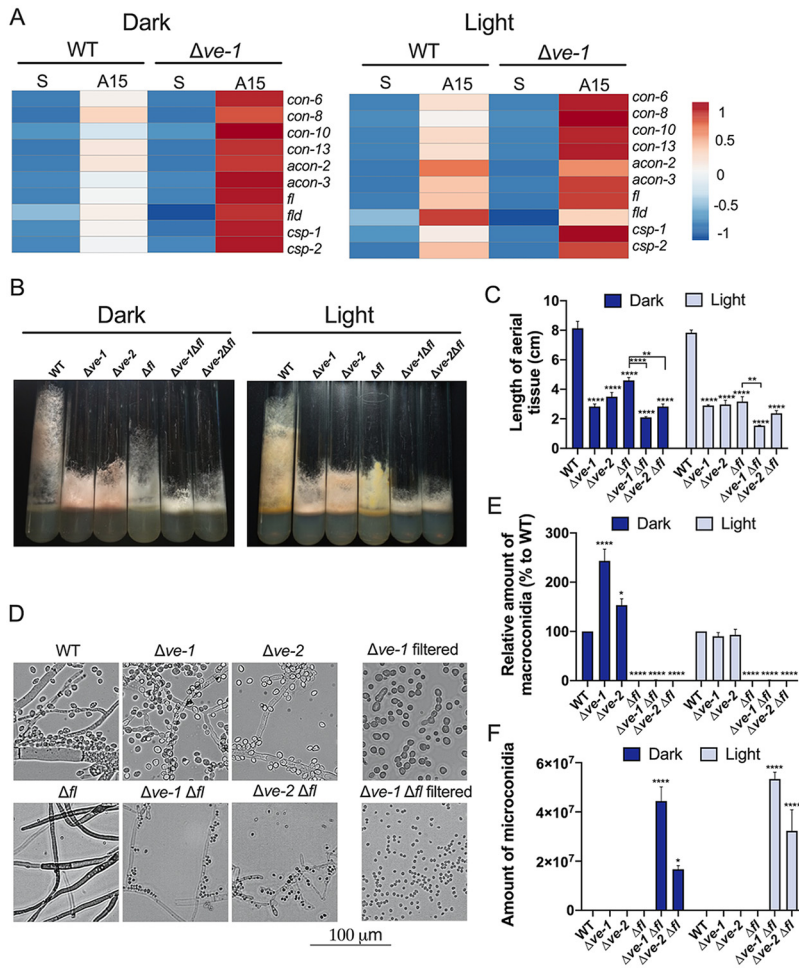 A
Dark
Light
WT
Δve-1
WT
Δve-1
S
A15
S
A15
S
A15
S
A15
con-6
con-8
con-10
con-13
acon-2
acon-3
fl
fld
csp-1
csp-2
con-6
con-8
con-10
con-13
acon-2
acon-3
fl
fld
csp-1
csp-2
1
0.5
0
-0.5
-1
B
Dark
Light
WT
Δve-1
Δve-2
Δfl
Δve-1Δfl
Δve-2Δfl
WT
Δve-1
Δve-2
Δfl
Δve-1Δfl
Δve-2Δfl
C
Dark
Light
Length of aerial
tissue (cm)
10
8
6
4
2
0
**
****
**** **** **** **** ****
**
**** **** **** **** ****
WT
Δve-1
Δve-2
Δfl
Δve-1 Δfl
Δve-2 Δfl
WT
Δve-1
Δve-2
Δfl
Δve-1 Δfl
Δve-2 Δfl
D
WT
Δve-1
Δve-2
Δve-1 filtered
Δfl
Δve-1 Δfl
Δve-2 Δfl
Δve-1 Δfl filtered
100 μm
E
Dark
Light
Relative amount of
macroconidia (% to WT)
300
200
100
0
****
*
**** **** ****
**** **** ****
WT
Δve-1
Δve-2
Δfl
Δve-1 Δfl
Δve-2 Δfl
WT
Δve-1
Δve-2
Δfl
Δve-1 Δfl
Δve-2 Δfl
F
Dark
Light
Amount of microconidia
6×10⁷
4×10⁷
2×10⁷
0
****
*
****
****
WT
Δve-1
Δve-2
Δfl
Δve-1 Δfl
Δve-2 Δfl
WT
Δve-1
Δve-2
Δfl
Δve-1 Δfl
Δve-2 Δfl